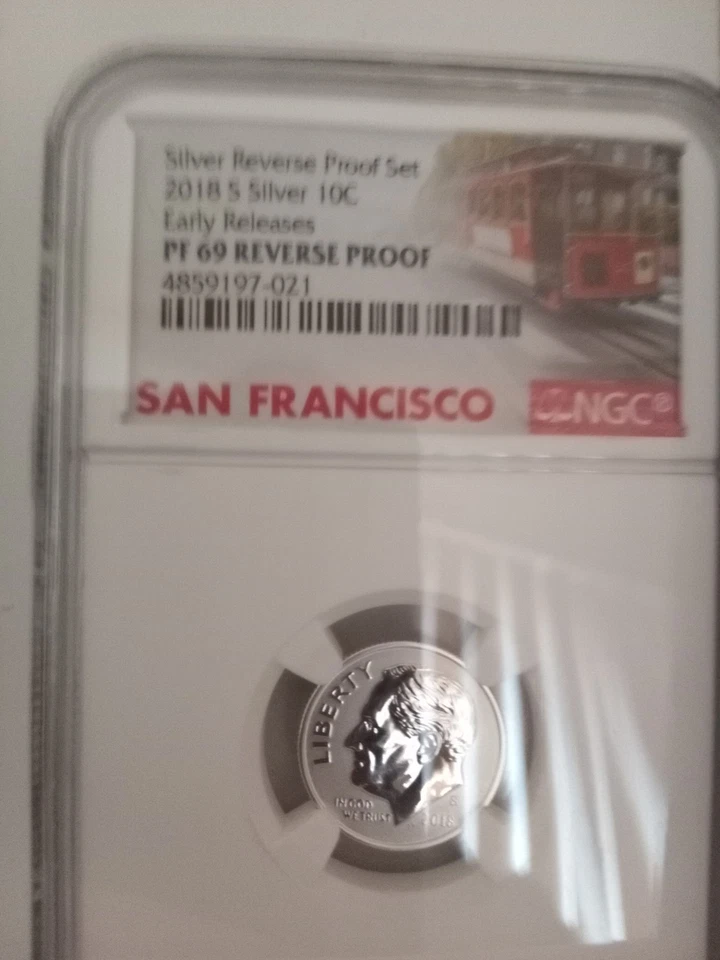 Silver Reverse Proof Set
2018 S Silver 10C
Early Releases
PF 69 REVERSE PROOF
4859197-021
SAN FRANCISCO
NGC®
LIBERTY
IN GOD
WE TRUST
S
2018